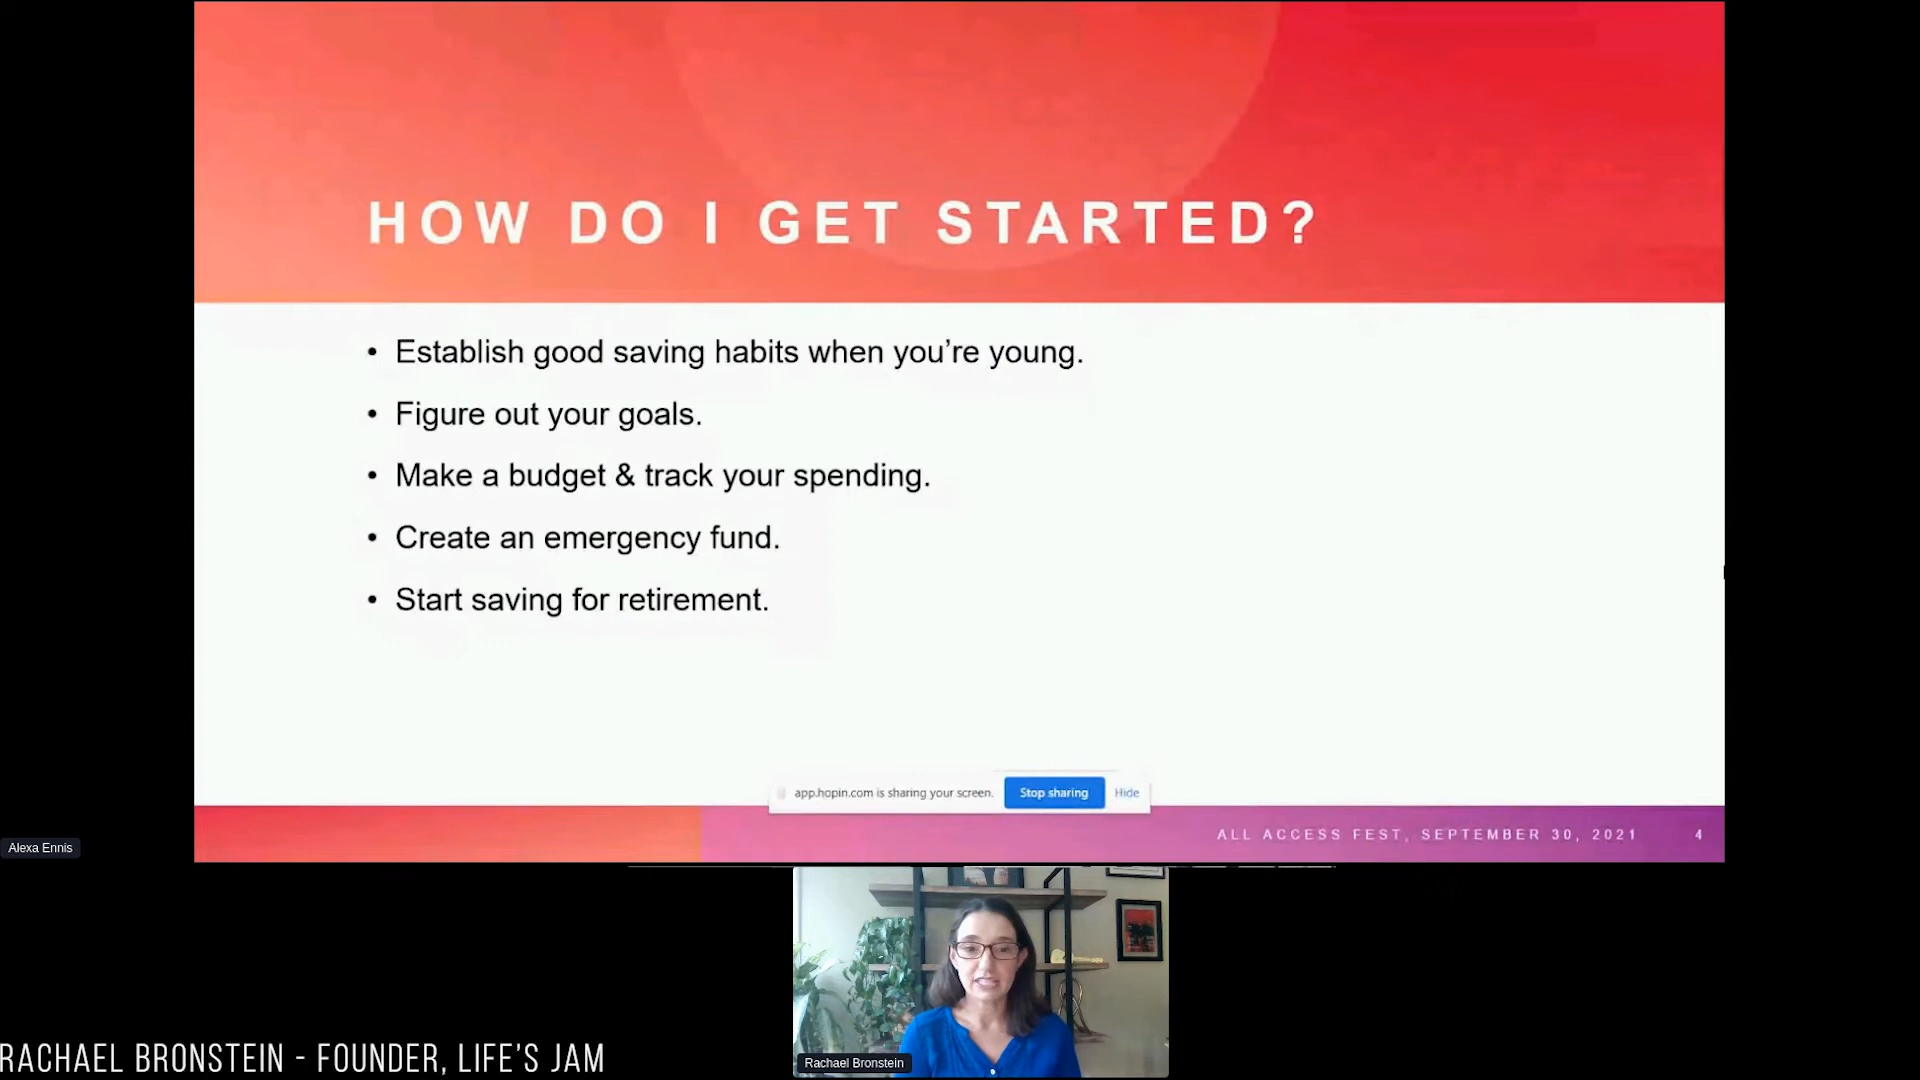 HOW DO I GET STARTED?
• Establish good saving habits when you’re young.
• Figure out your goals.
• Make a budget & track your spending.
• Create an emergency fund.
• Start saving for retirement.
app.hopin.com is sharing your screen. Stop sharing Hide
ALL ACCESS FEST, SEPTEMBER 30, 2021 4
Alexa Ennis
Rachael Bronstein
RACHAEL BRONSTEIN - FOUNDER, LIFE’S JAM